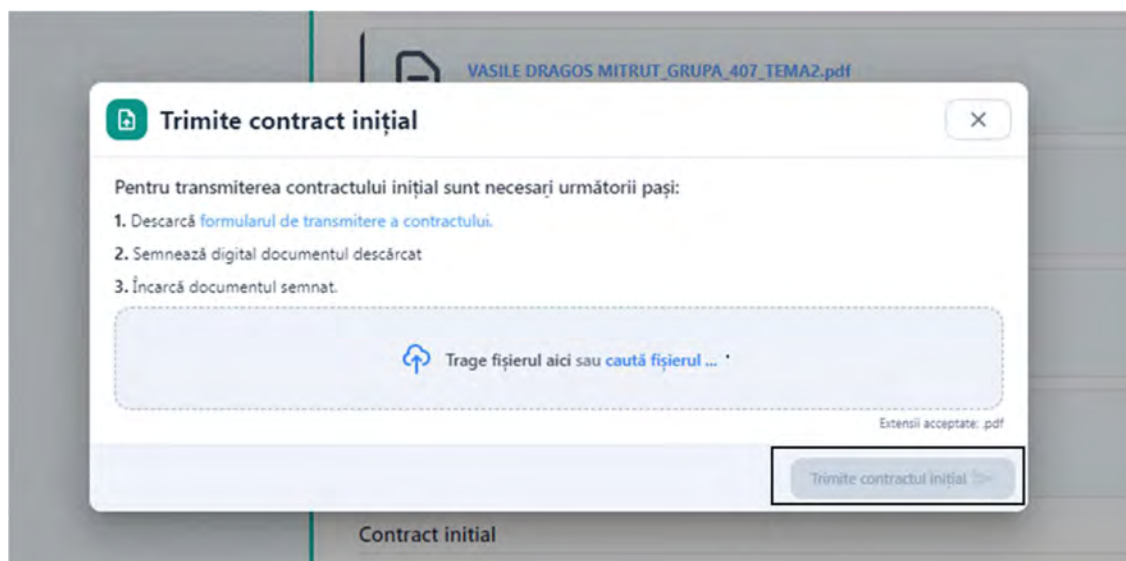 VASILE DRAGOS MITRUT_GRUPA_407_TEMA2.pdf
Trimite contract inițial
Pentru transmiterea contractului inițial sunt necesari următorii pași:
1. Descarcă formularul de transmitere a contractului.
2. Semnează digital documentul descărcat
3. Încarcă documentul semnat.
Trage fișierul aici sau caută fișierul ...
Extensii acceptate: .pdf
Trimite contractul inițial
Contract initial